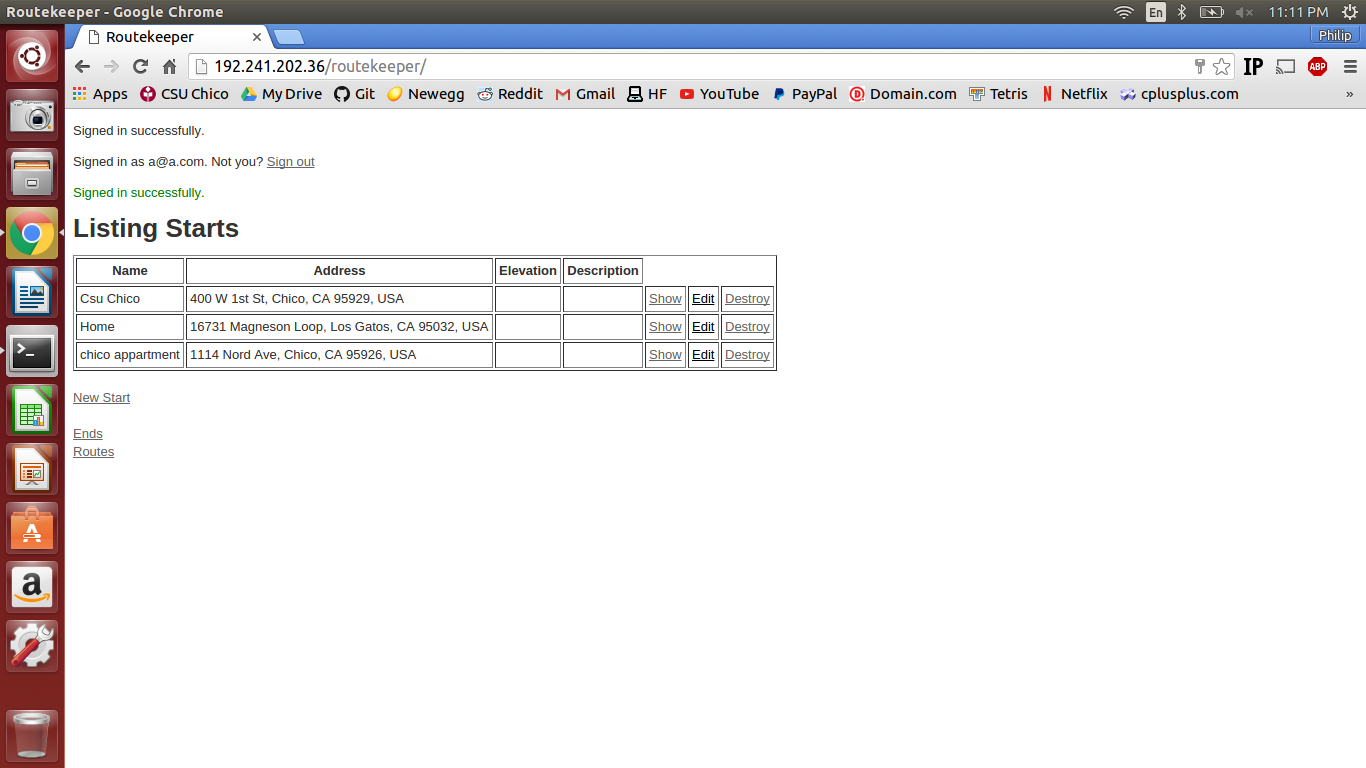 Routekeeper - Google Chrome
En
11:11 PM
Routekeeper
Philip
192.241.202.36/routekeeper/
IP
ABP
Apps CSU Chico My Drive Git Newegg Reddit Gmail HF YouTube PayPal Domain.com Tetris Netflix cplusplus.com »
Signed in successfully.
Signed in as a@a.com. Not you? Sign out
Signed in successfully.
Listing Starts
Name Address Elevation Description
Csu Chico 400 W 1st St, Chico, CA 95929, USA Show Edit Destroy
Home 16731 Magneson Loop, Los Gatos, CA 95032, USA Show Edit Destroy
chico appartment 1114 Nord Ave, Chico, CA 95926, USA Show Edit Destroy
New Start
Ends
Routes